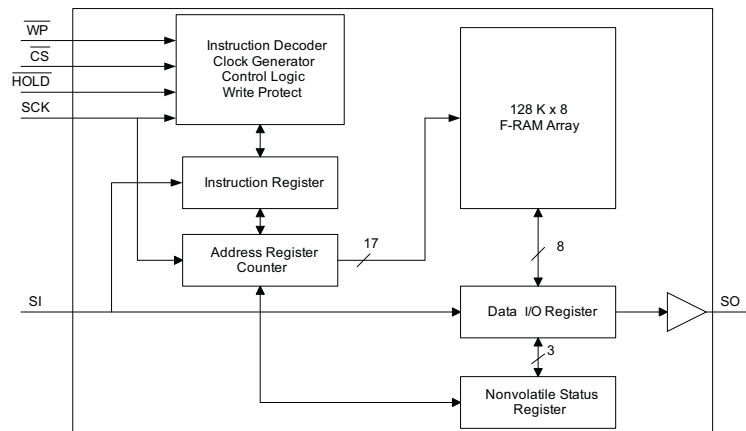 WP
CS
HOLD
SCK
Instruction Decoder
Clock Generator
Control Logic
Write Protect
128 K x 8
F-RAM Array
Instruction Register
Address Register
Counter
17
8
SI
Data I/O Register
SO
3
Nonvolatile Status
Register